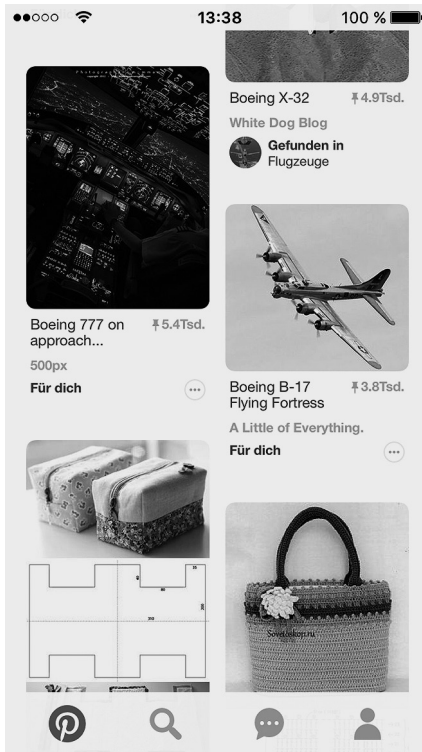 13:38
100 %
Boeing X-32
4.9Tsd.
White Dog Blog
Gefunden in
Flugzeuge
Boeing 777 on
approach...
5.4Tsd.
500px
Für dich
Boeing B-17
Flying Fortress
3.8Tsd.
A Little of Everything.
Für dich
Sovetoskop.ru